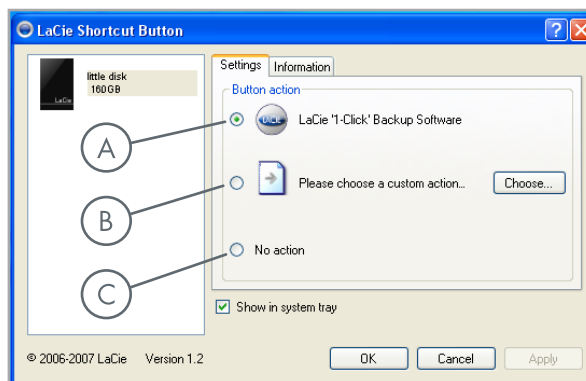 LaCie Shortcut Button
?
X
little disk
160GB
LaCie
Settings
Information
Button action
A
LaCie '1-Click' Backup Software
B
Please choose a custom action...
Choose...
C
No action
Show in system tray
© 2006-2007 LaCie Version 1.2
OK
Cancel
Apply